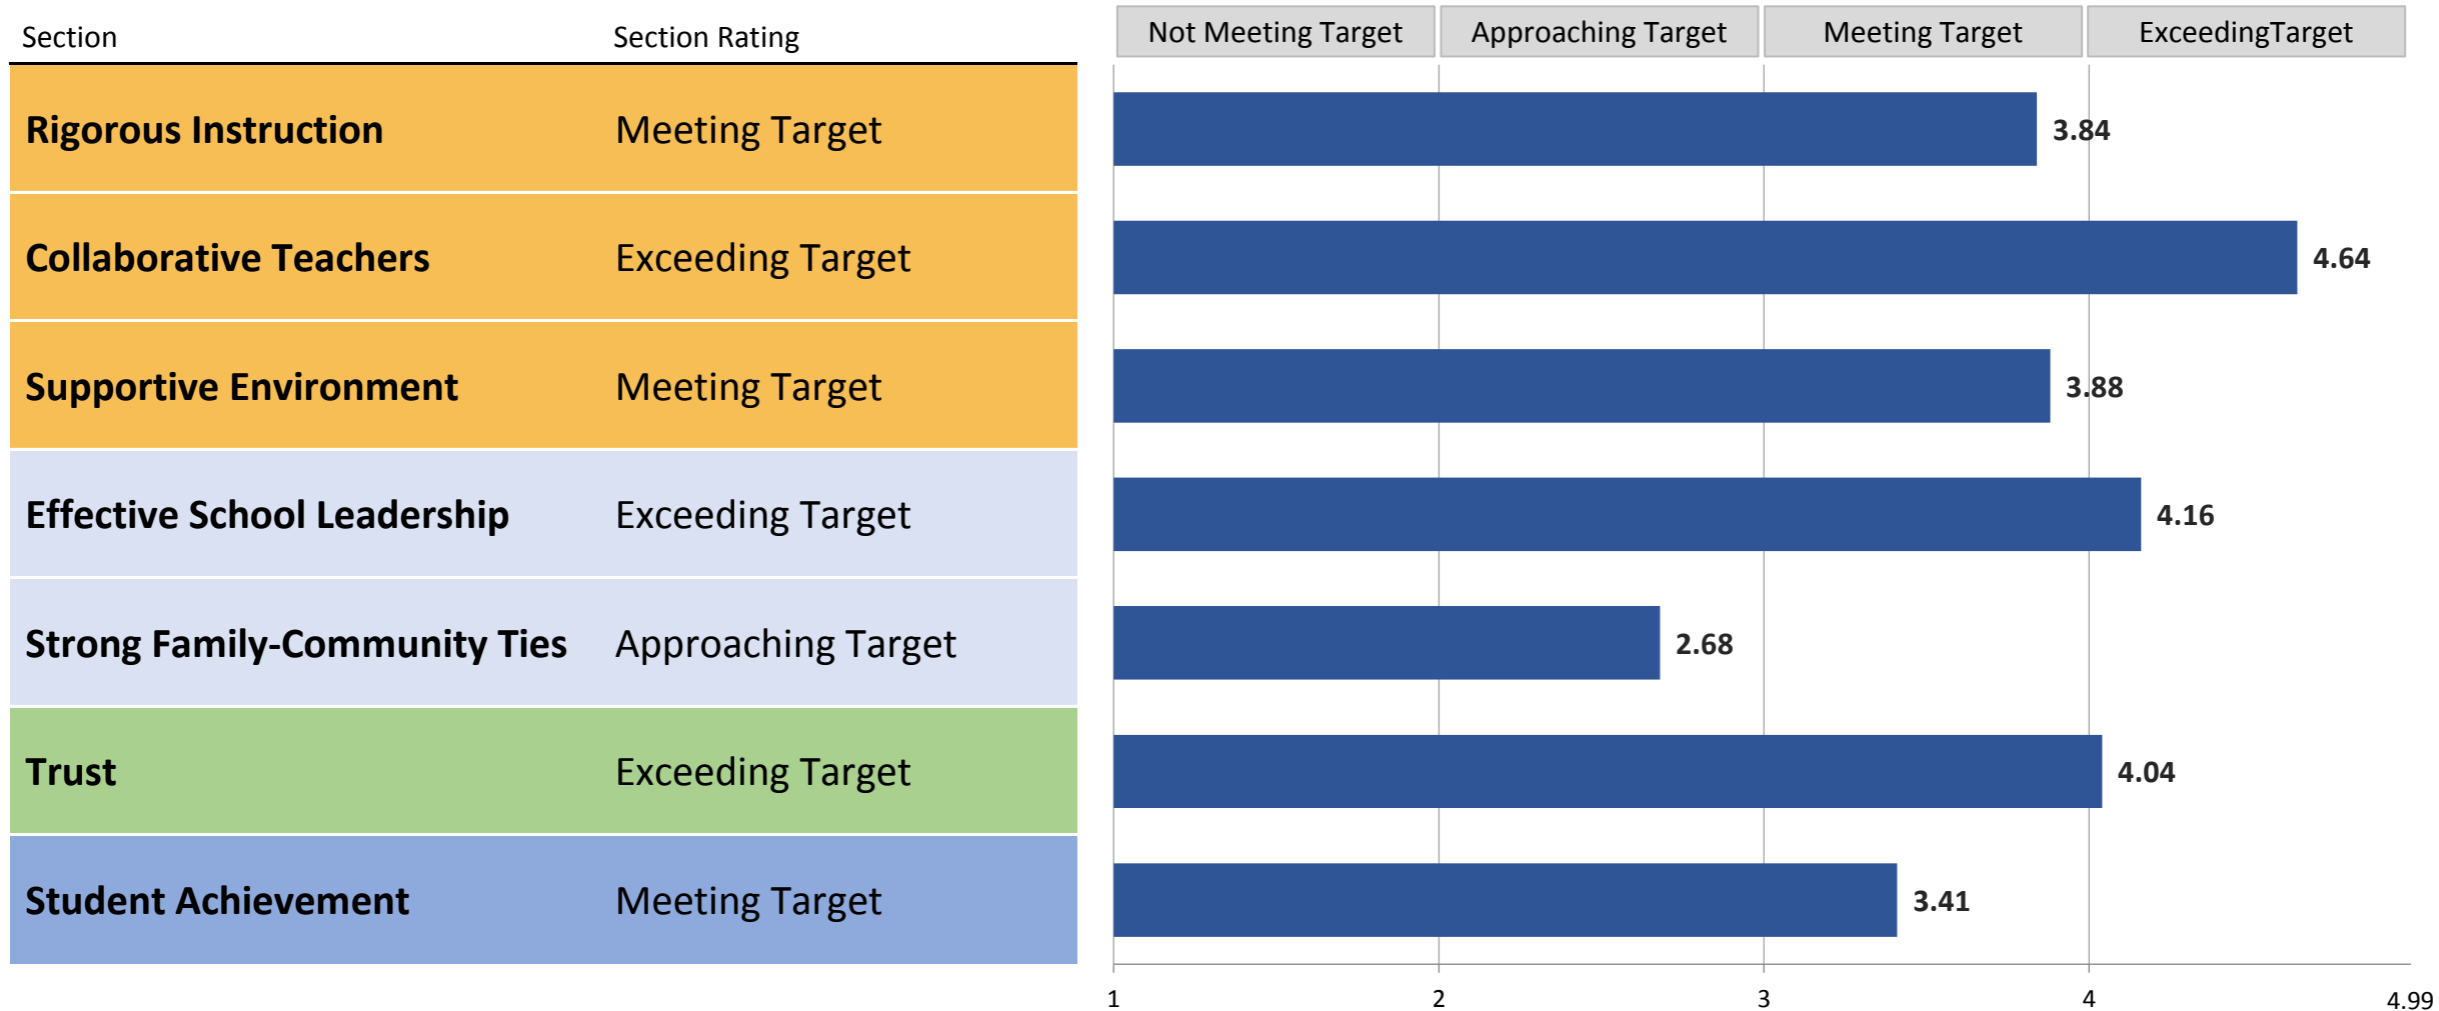 Section Section Rating Not Meeting Target Approaching Target Meeting Target ExceedingTarget
Rigorous Instruction Meeting Target 3.84
Collaborative Teachers Exceeding Target 4.64
Supportive Environment Meeting Target 3.88
Effective School Leadership Exceeding Target 4.16
Strong Family-Community Ties Approaching Target 2.68
Trust Exceeding Target 4.04
Student Achievement Meeting Target 3.41
1 2 3 4 4.99